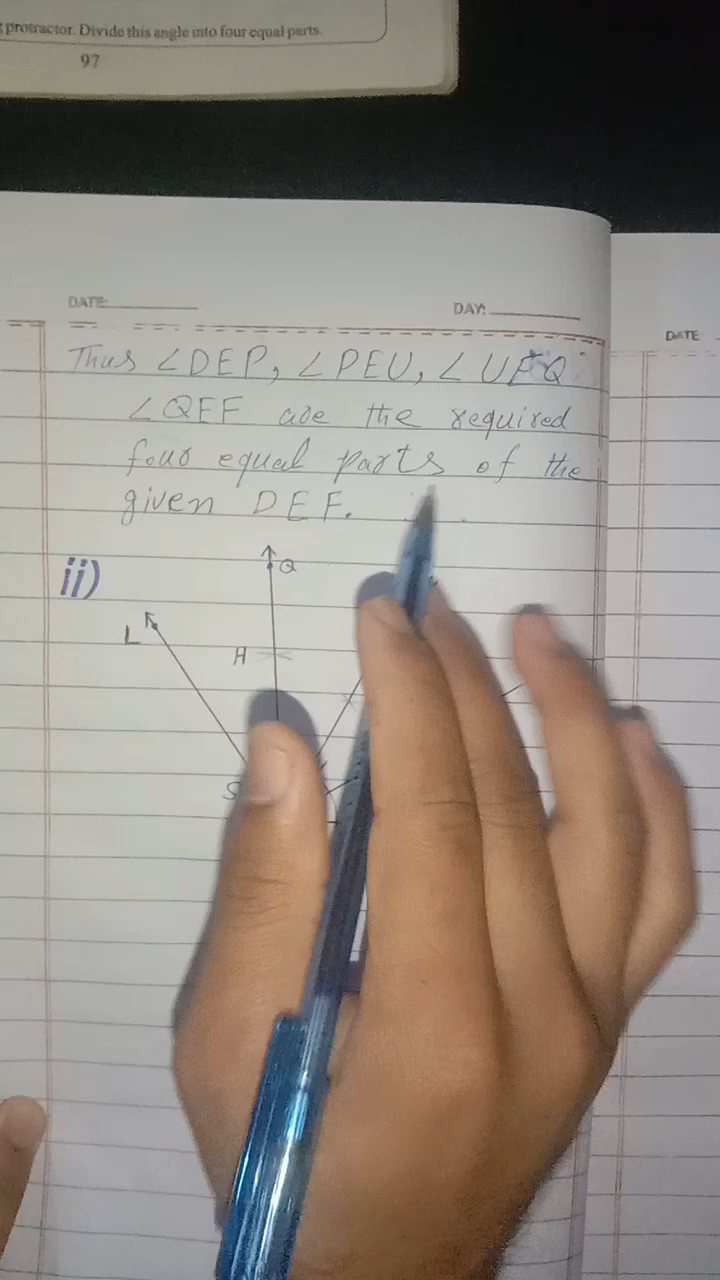 protractor. Divide this angle into four equal parts.
97
DATE:
DAY:
DATE
Thus ∠DEP, ∠PEU, ∠UEQ
∠QEF are the required
four equal parts of the
given DEF.
ii)
Q
L
H
S